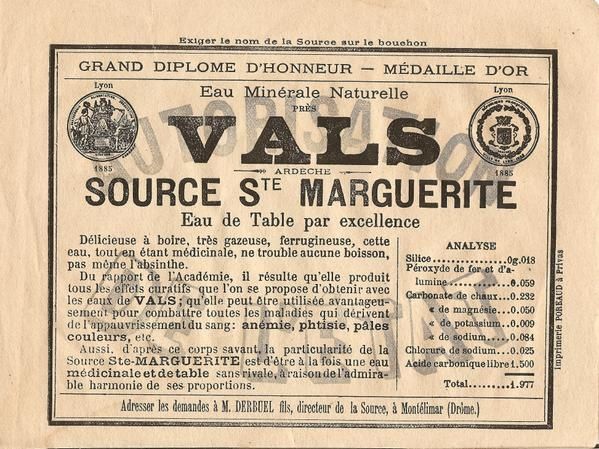 Exiger le nom de la Source sur le bouchon
GRAND DIPLOME D'HONNEUR — MÉDAILLE D'OR
Lyon
1885
Eau Minérale Naturelle
PRÈS
VALS
ARDECHE
Lyon
1885
AUTORISATION
SOURCE STE MARGUERITE
Eau de Table par excellence
Délicieuse à boire, très gazeuse, ferrugineuse, cette
eau, tout en étant médicinale, ne trouble aucune boisson,
pas même l'absinthe.
Du rapport de l'Académie, il résulte qu'elle produit
tous les effets curatifs que l'on se propose d'obtenir avec
les eaux de VALS; qu'elle peut être utilisée avantageu-
sement pour combattre toutes les maladies qui dérivent
de l'appauvrissement du sang: anémie, phtisie, pâles
couleurs, etc.
Aussi, d'après ce corps savant, la particularité de la
Source Ste-MARGUERITE est d'être à la fois une eau
médicinale et de table sans rivale, à raison de l'admira-
ble harmonie de ses proportions.
ANALYSE
Silice..............0g.018
Péroxyde de fer et d'a-
lumine..............0.059
Carbonate de chaux....0.232
« de magnésie....0.050
« de potassium...0.009
« de sodium.....0.084
Chlorure de sodium....0.025
Acide carbonique libre 1.500
Total.........1.977
Adresser les demandes à M. DERBUEL fils, directeur de la Source, à Montélimar (Drôme).
Imprimerie POREAUD à Privas